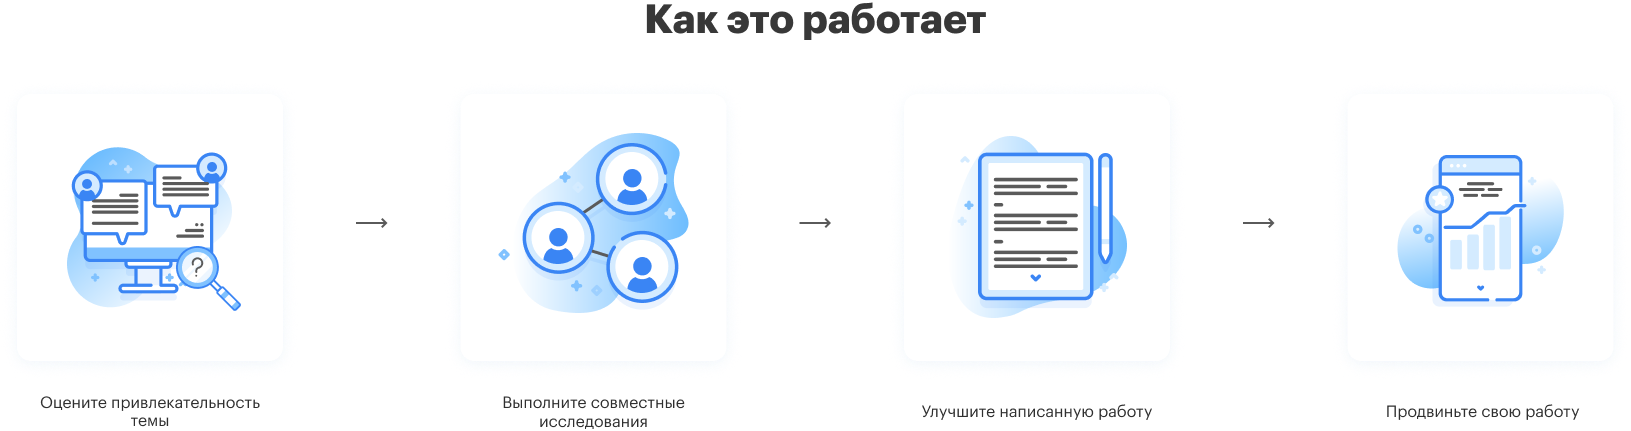 Как это работает
Оцените привлекательность
темы
Выполните совместные
исследования
Улучшите написанную работу
Продвиньте свою работу
?